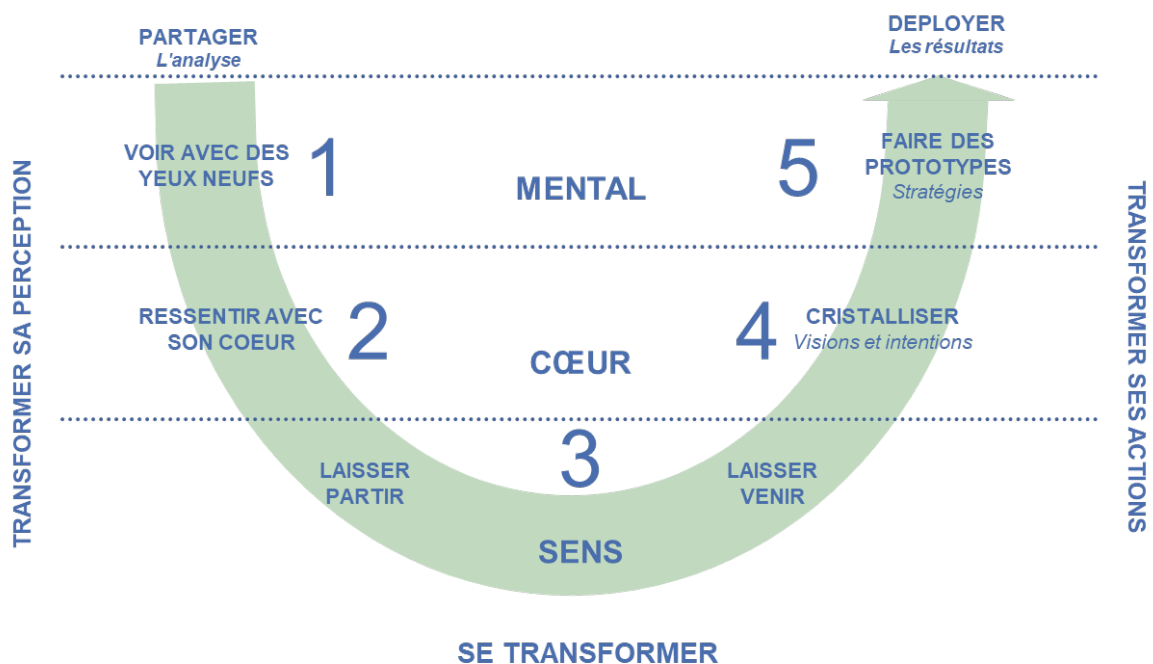 PARTAGER
L'analyse
DEPLOYER
Les résultats
VOIR AVEC DES
YEUX NEUFS
1
MENTAL
5
FAIRE DES
PROTOTYPES
Stratégies
TRANSFORMER SA PERCEPTION
RESSENTIR AVEC
SON COEUR
2
CŒUR
4
CRISTALLISER
Visions et intentions
TRANSFORMER SES ACTIONS
LAISSER
PARTIR
3
LAISSER
VENIR
SENS
SE TRANSFORMER